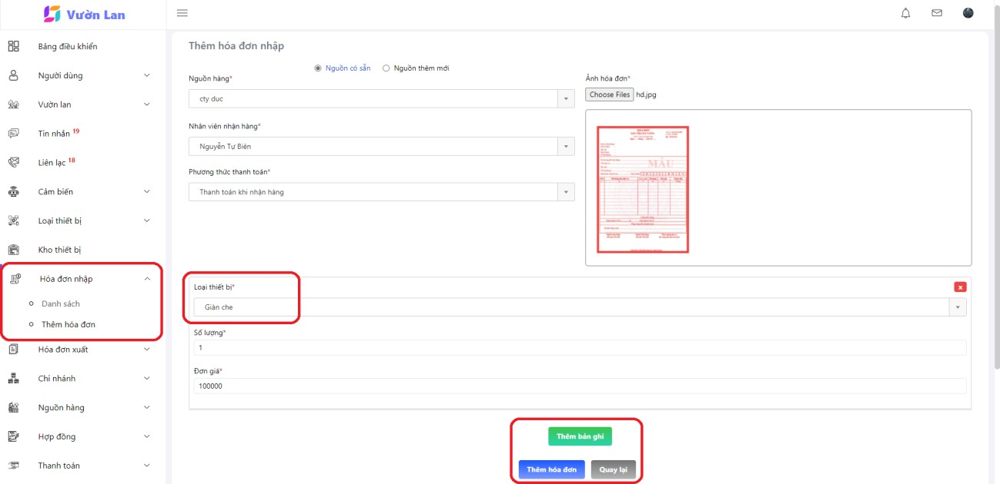 Vườn Lan
Bảng điều khiển
Người dùng
Vườn lan
Tin nhắn 19
Liên lạc 18
Cảm biến
Loại thiết bị
Kho thiết bị
Hóa đơn nhập
Danh sách
Thêm hóa đơn
Hóa đơn xuất
Chi nhánh
Nguồn hàng
Hợp đồng
Thanh toán
Thêm hóa đơn nhập
Nguồn có sẵn Nguồn thêm mới
Nguồn hàng*
cty duc
Nhân viên nhận hàng*
Nguyễn Tự Biên
Phương thức thanh toán*
Thanh toán khi nhận hàng
Ảnh hóa đơn*
Choose Files hd.jpg
MẪU
Loại thiết bị*
x
Giàn che
Số lượng*
1
Đơn giá*
100000
Thêm bản ghi
Thêm hóa đơn Quay lại